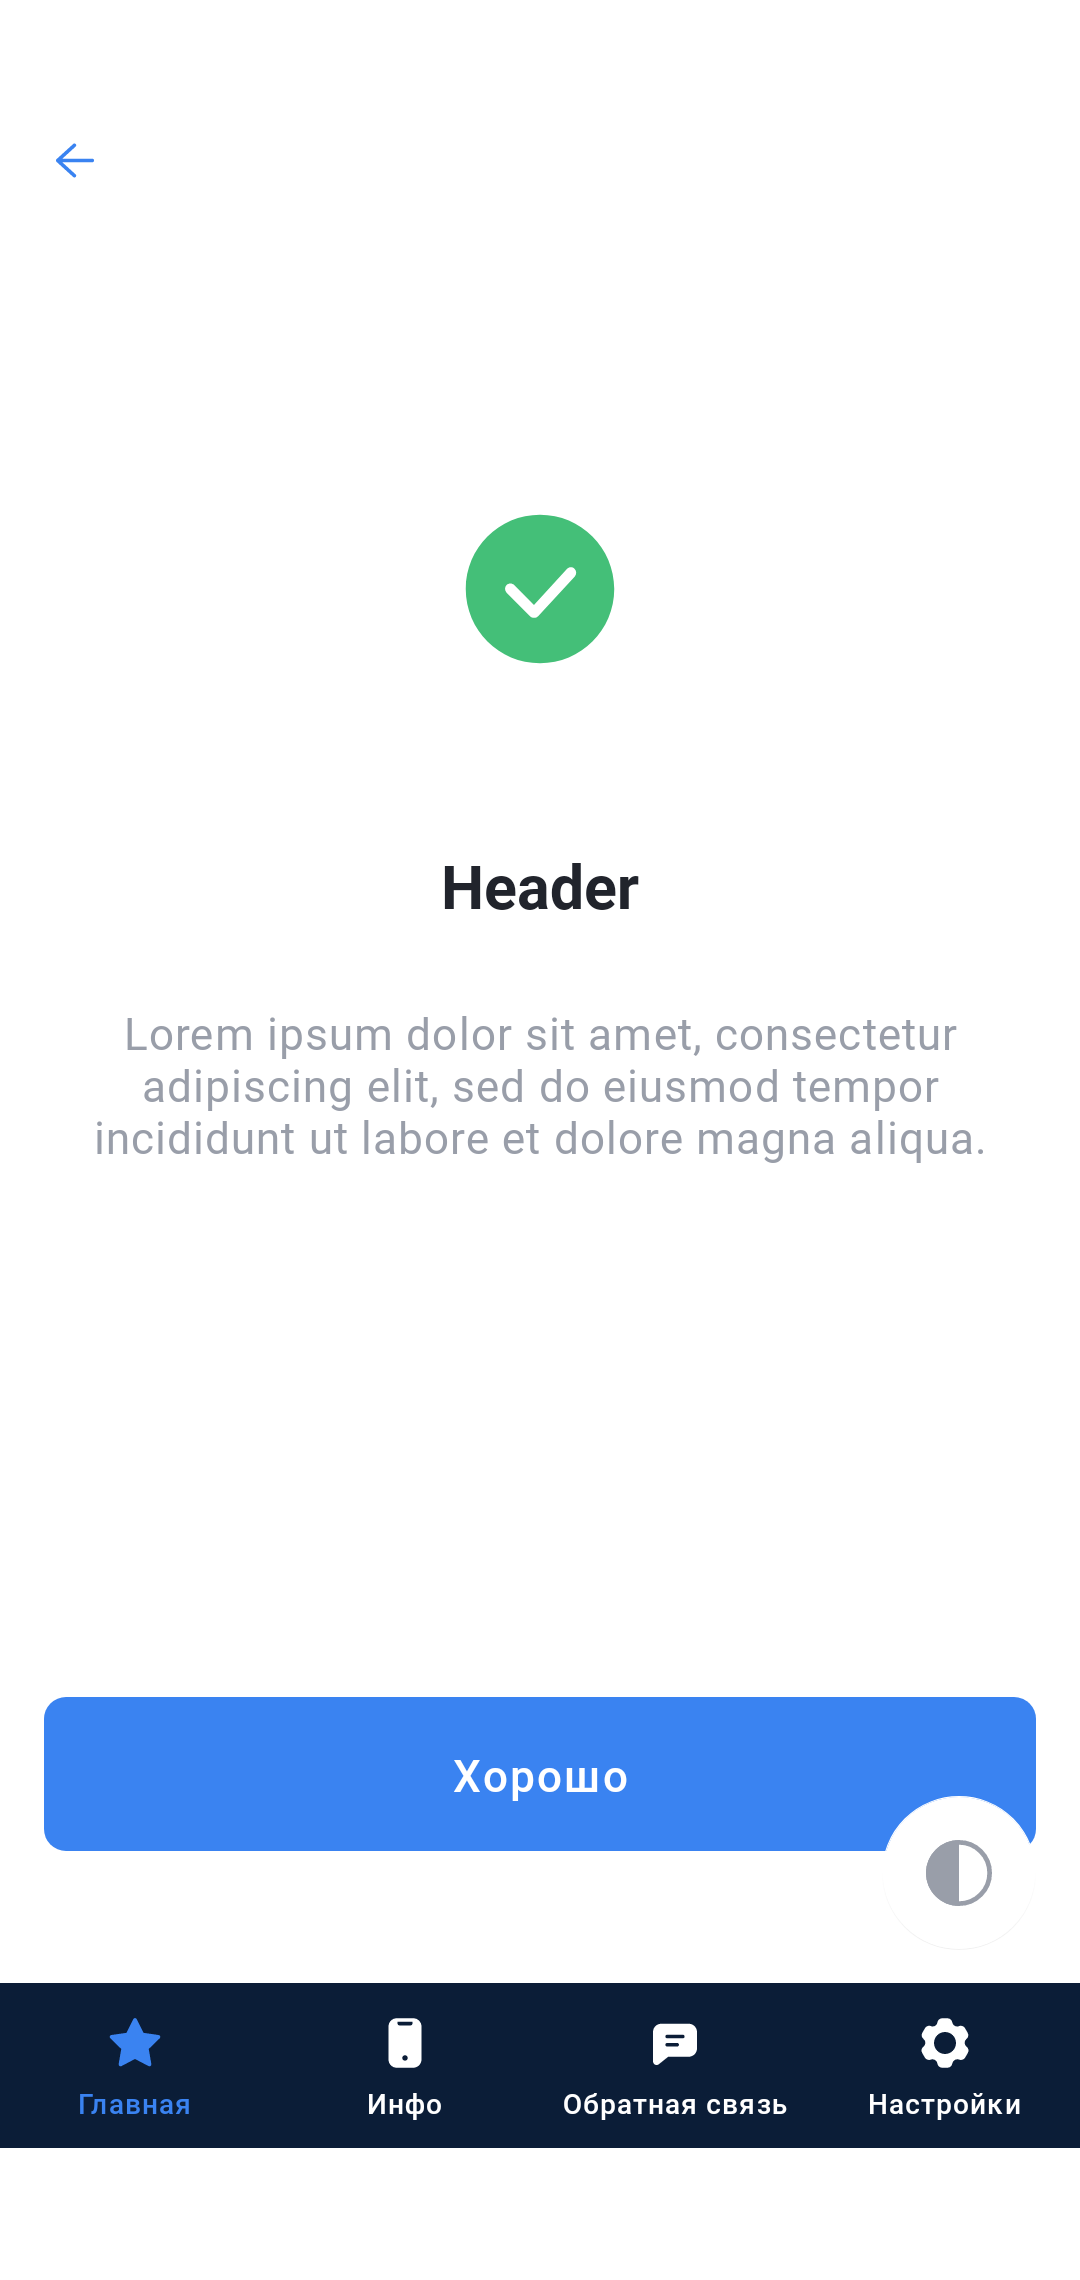 Header
Lorem ipsum dolor sit amet, consectetur
adipiscing elit, sed do eiusmod tempor
incididunt ut labore et dolore magna aliqua.
Хорошо
Главная
Инфо
Обратная связь
Настройки